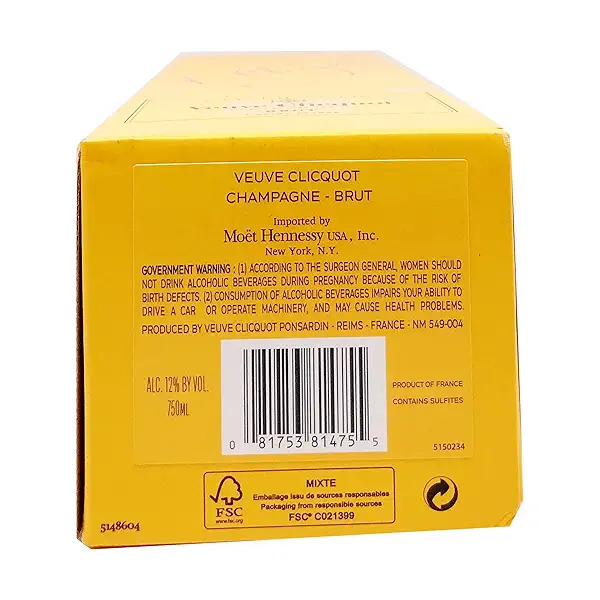 Veuve Clicquot
VEUVE CLICQUOT
CHAMPAGNE - BRUT
Imported by
Moët Hennessy USA, Inc.
New York, N.Y.
GOVERNMENT WARNING : (1) ACCORDING TO THE SURGEON GENERAL, WOMEN SHOULD
NOT DRINK ALCOHOLIC BEVERAGES DURING PREGNANCY BECAUSE OF THE RISK OF
BIRTH DEFECTS. (2) CONSUMPTION OF ALCOHOLIC BEVERAGES IMPAIRS YOUR ABILITY TO
DRIVE A CAR OR OPERATE MACHINERY, AND MAY CAUSE HEALTH PROBLEMS.
PRODUCED BY VEUVE CLICQUOT PONSARDIN - REIMS - FRANCE - NM 549-004
ALC. 12% BY VOL.
750ML
0 81753 81475 5
PRODUCT OF FRANCE
CONTAINS SULFITES
5150234
5148604
FSC
www.fsc.org
MIXTE
Emballage issu de sources responsables
Packaging from responsible sources
FSC® C021399